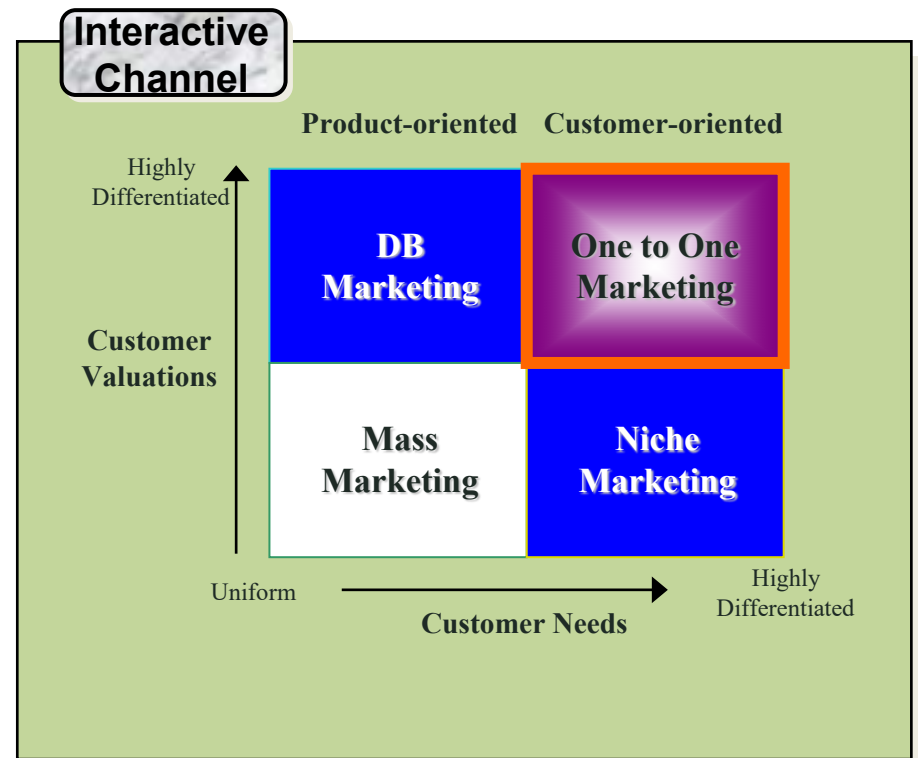 Interactive
Channel
Product-oriented Customer-oriented
Highly
Differentiated
DB
Marketing
One to One
Marketing
Customer
Valuations
Mass
Marketing
Niche
Marketing
Uniform
Highly
Differentiated
Customer Needs